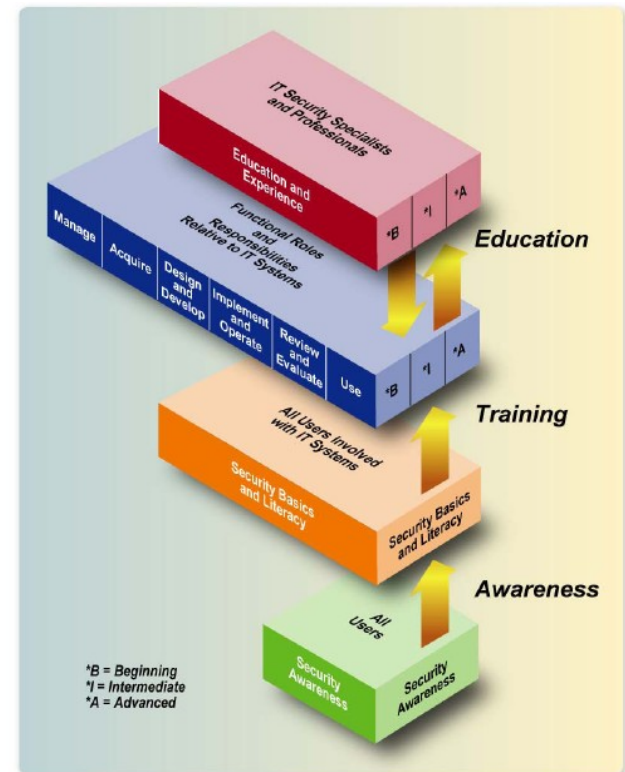 IT Security Specialists
and Professionals
Education and
Experience
*B
*I
*A
Education
Functional Roles
and
Responsibilities
Relative to IT Systems
Manage
Acquire
Design
and
Develop
Implement
and
Operate
Review
and
Evaluate
Use
*B
*I
*A
Training
All Users Involved
with IT Systems
Security Basics
and Literacy
Security Basics
and Literacy
Awareness
All
Users
Security
Awareness
Security
Awareness
*B = Beginning
*I = Intermediate
*A = Advanced